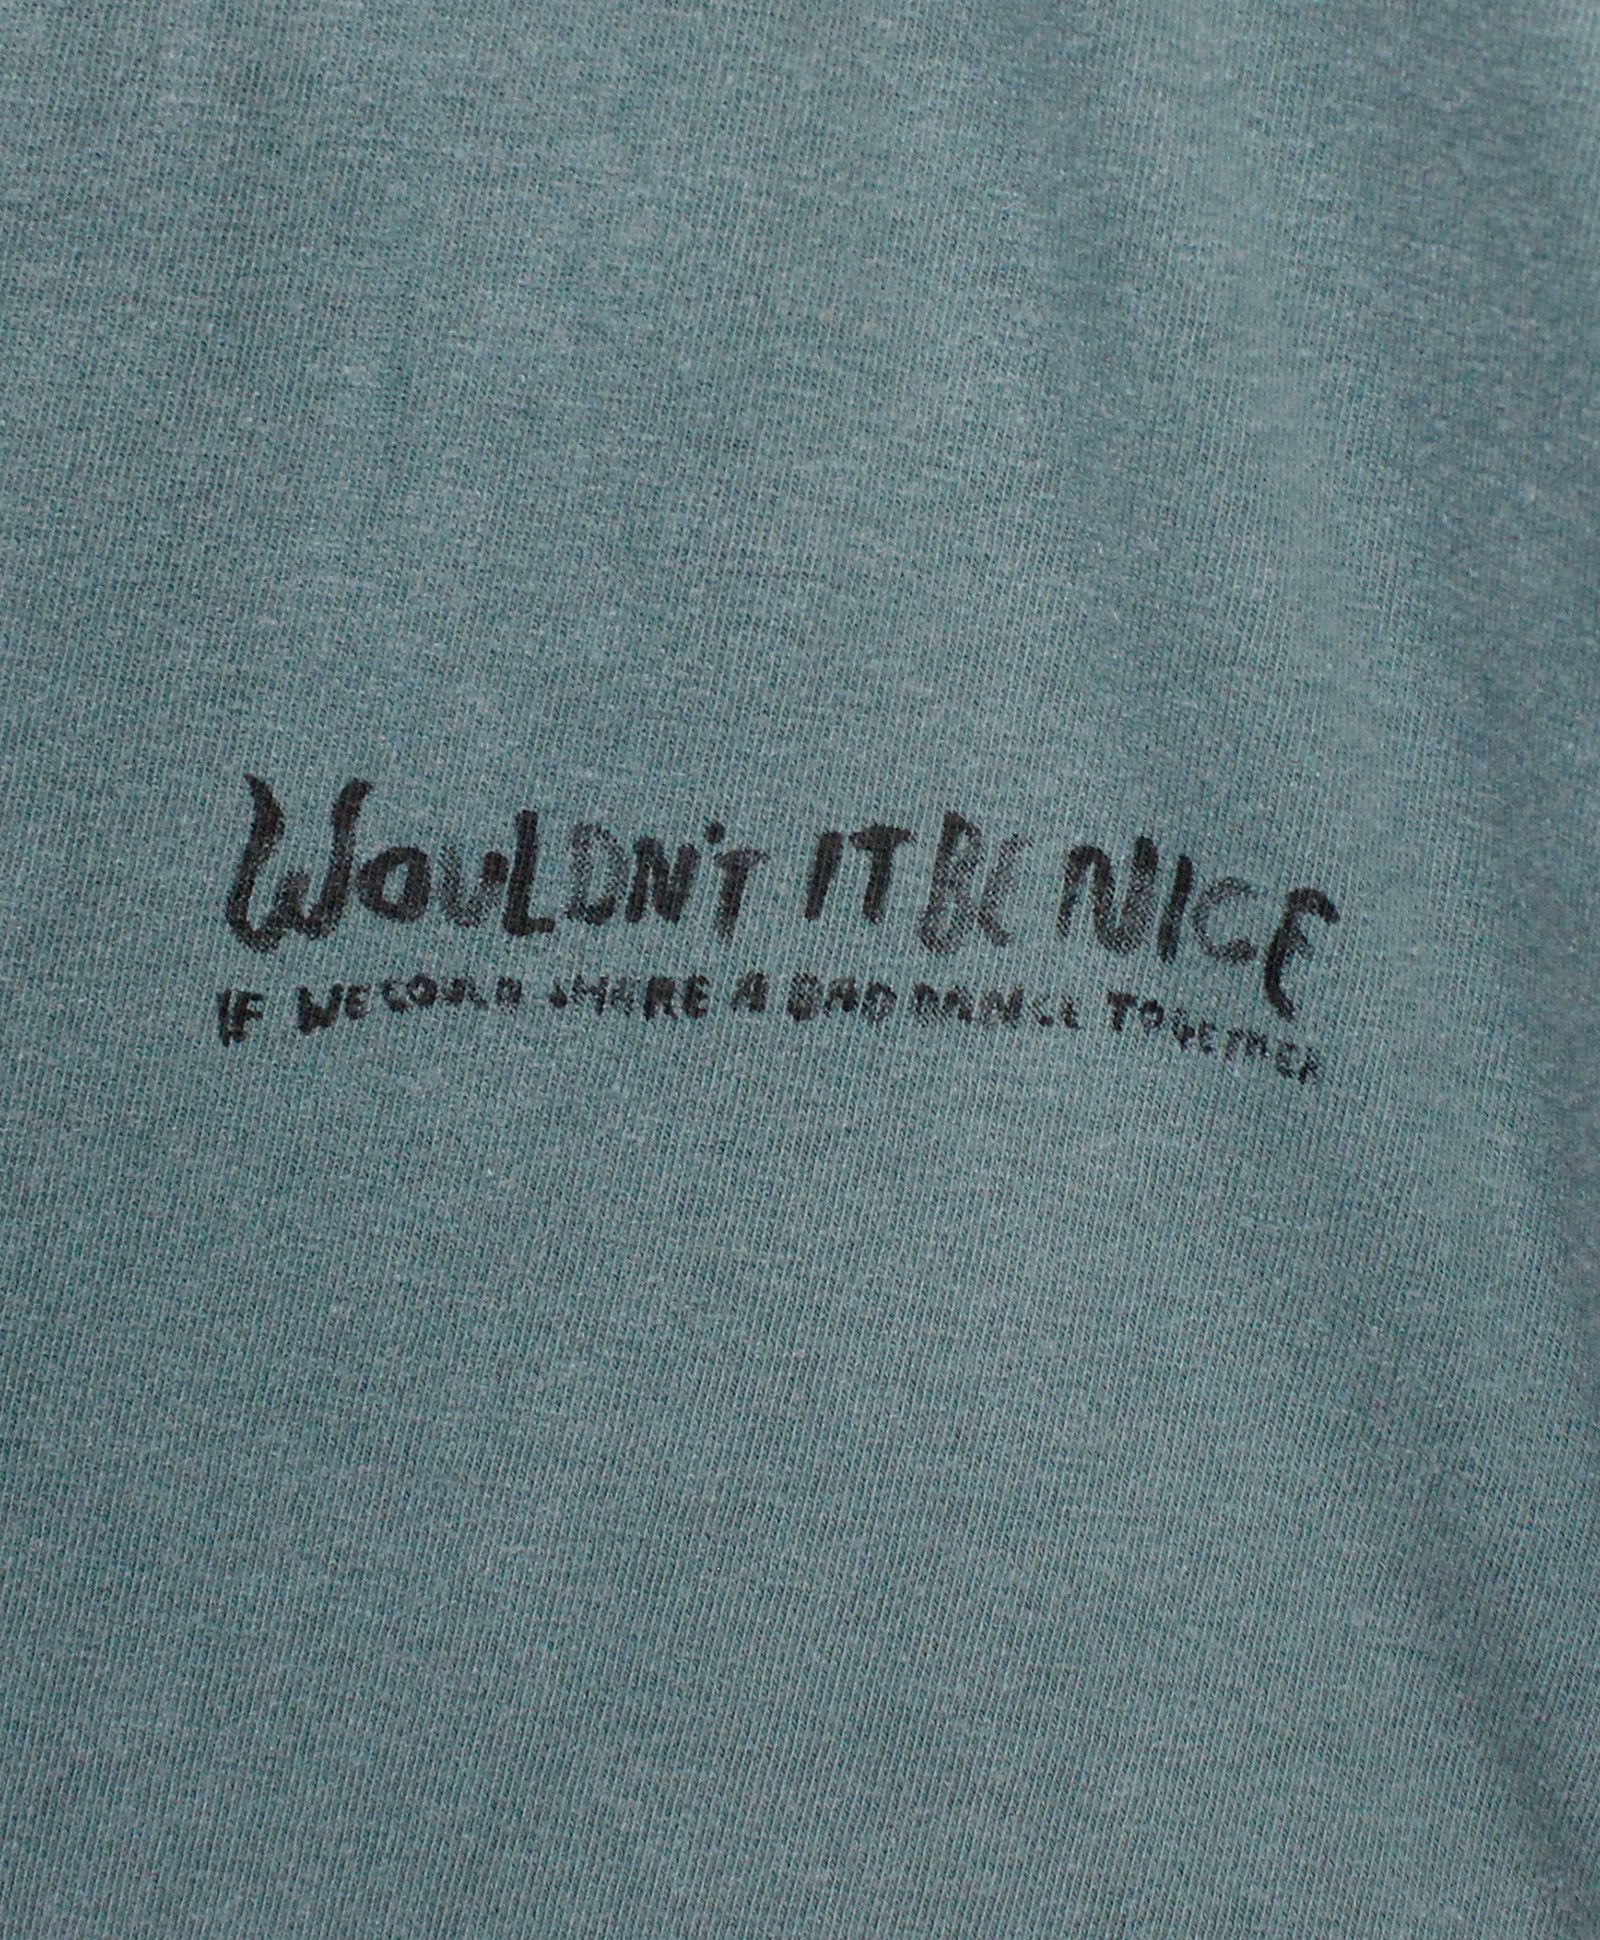 WOULDN'T IT BE NICE
IF WE COULD SHARE A BAD DANCE TOGETHER